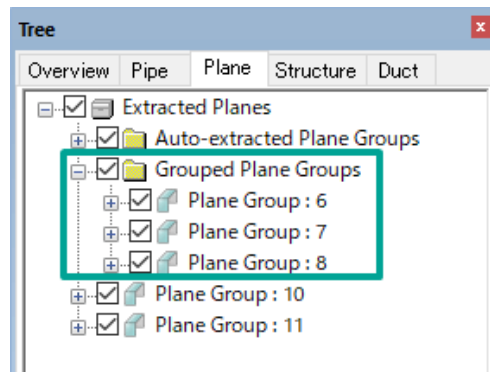 Tree
x
Overview Pipe Plane Structure Duct
Extracted Planes
Auto-extracted Plane Groups
Grouped Plane Groups
Plane Group : 6
Plane Group : 7
Plane Group : 8
Plane Group : 10
Plane Group : 11